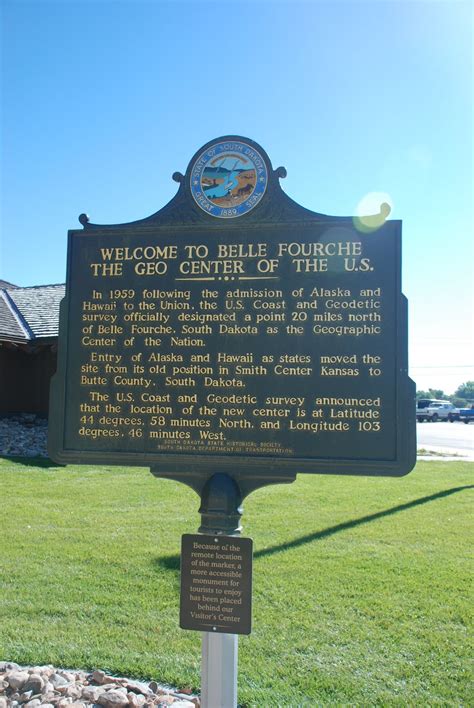 STATE OF SOUTH DAKOTA
GREAT SEAL
1889
WELCOME TO BELLE FOURCHE
THE GEO CENTER OF THE U.S.
In 1959 following the admission of Alaska and
Hawaii to the Union, the U.S. Coast and Geodetic
survey officially designated a point 20 miles north
of Belle Fourche, South Dakota as the Geographic
Center of the Nation.
Entry of Alaska and Hawaii as states moved the
site from its old position in Smith Center Kansas to
Butte County, South Dakota.
The U.S. Coast and Geodetic survey announced
that the location of the new center is at Latitude
44 degrees, 58 minutes North, and Longitude 103
degrees, 46 minutes West.
SOUTH DAKOTA STATE HISTORICAL SOCIETY
SOUTH DAKOTA DEPARTMENT OF TRANSPORTATION
Because of the
remote location
of the marker, a
more accessible
monument for
tourists to enjoy
has been placed
behind our
Visitor's Center